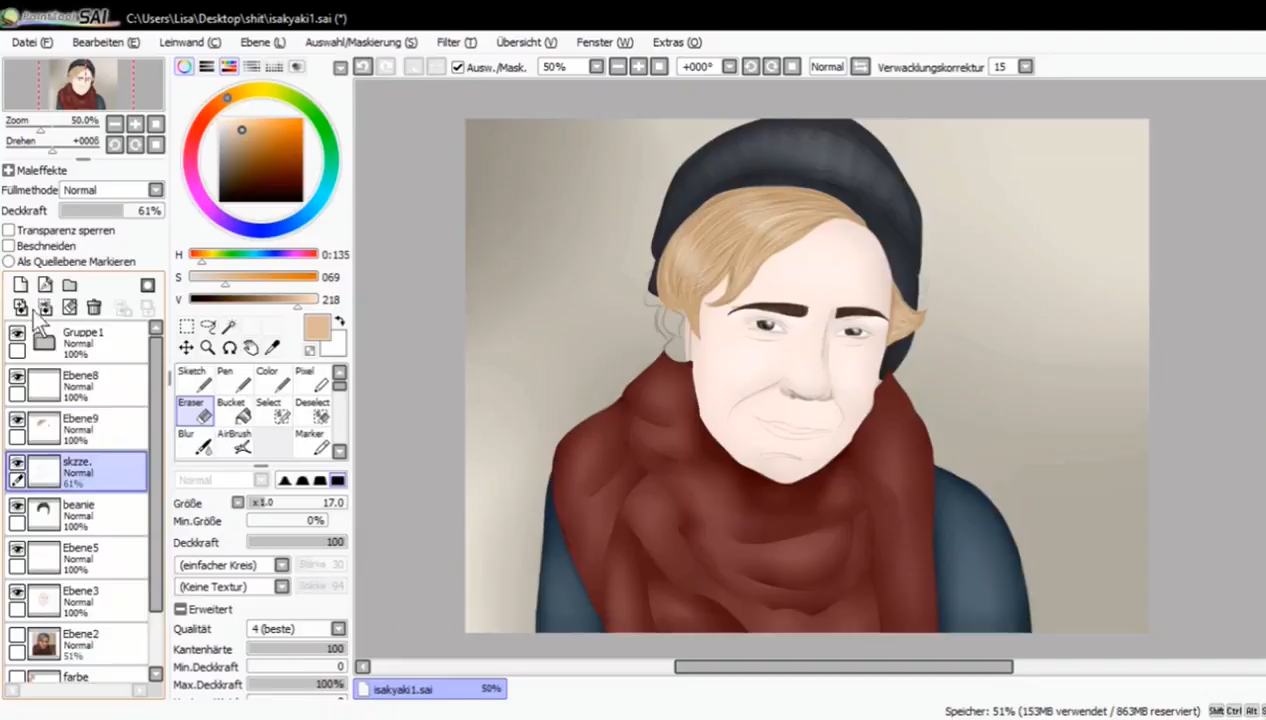 PaintTool SAI C:\Users\Lisa\Desktop\shit\isakyaki1.sai (*)
Datei (F) Bearbeiten (E) Leinwand (C) Ebene (L) Auswahl/Maskierung (S) Filter (T) Übersicht (V) Fenster (W) Extras (O)
Ausw./Mask. 50% +000° Normal Verwacklungskorrektur 15
Zoom 50.0%
Drehen +0008
Maleffekte
Füllmethode Normal
Deckkraft 61%
Transparenz sperren
Beschneiden
Als Quellebene Markieren
H 0:135
S 069
V 218
Gruppe1
Normal
100%
Ebene8
Normal
100%
Ebene9
Normal
100%
skzze.
Normal
61%
beanie
Normal
100%
Ebene5
Normal
100%
Ebene3
Normal
100%
Ebene2
Normal
51%
farbe
Sketch Pen Color Pixel
Eraser Bucket Select Deselect
Blur AirBrush Marker
Normal
Größe x1.0 17.0
Min.Größe 0%
Deckkraft 100
(einfacher Kreis) Stärke 30
(Keine Textur)
Erweitert
Qualität 4 (beste)
Kantenhärte 100
Min.Deckkraft 0
Max.Deckkraft 100%
isakyaki1.sai 50%
Speicher: 51% (153MB verwendet / 863MB reserviert) Shift Ctrl Alt